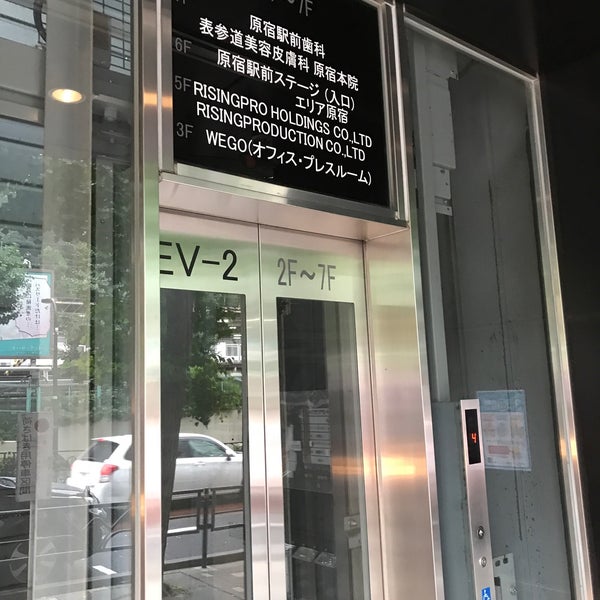 〜7F
原宿駅前歯科
表参道美容皮膚科 原宿本院
6F 原宿駅前ステージ (入口)
エリア原宿
5F RISINGPRO HOLDINGS CO.,LTD
RISINGPRODUCTION CO.,LTD
3F WEGO(オフィス・プレスルーム)
EV-2
2F〜7F
4